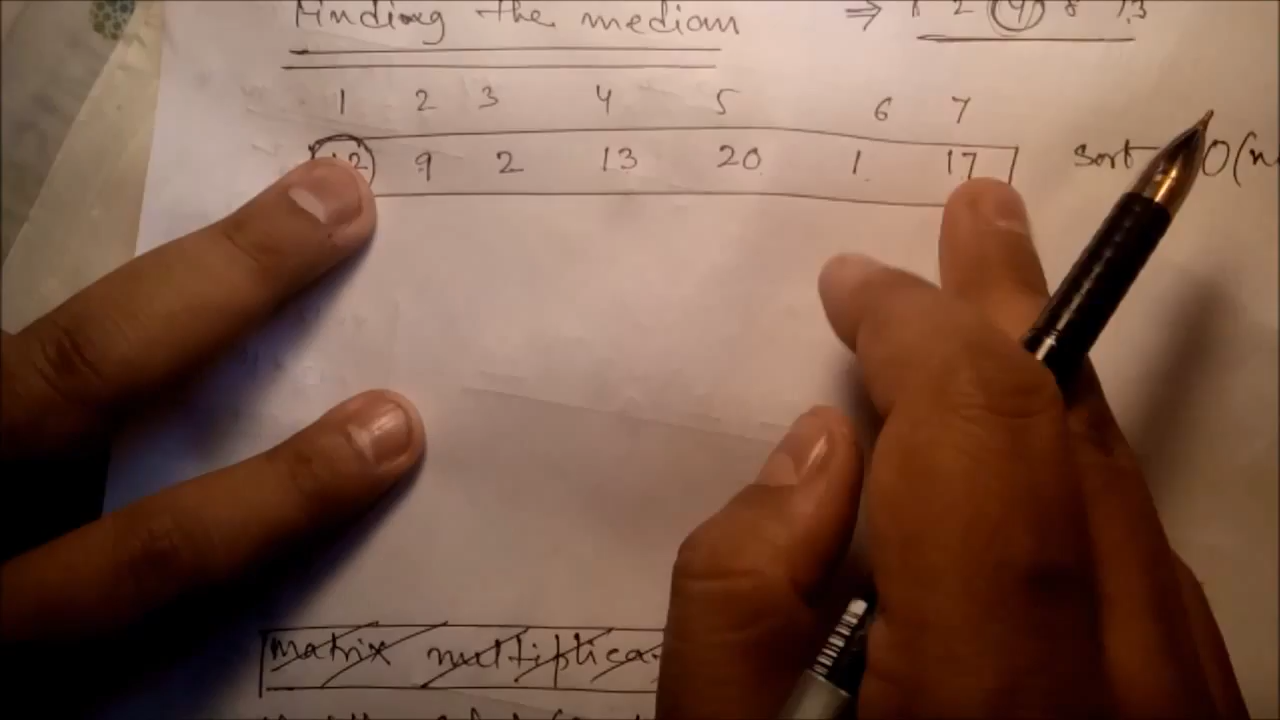 Finding the median ⇒ 1 2 4 8 13
1 2 3 4 5 6 7
12 9 2 13 20 1 17 sort O(n
matrix multiplica